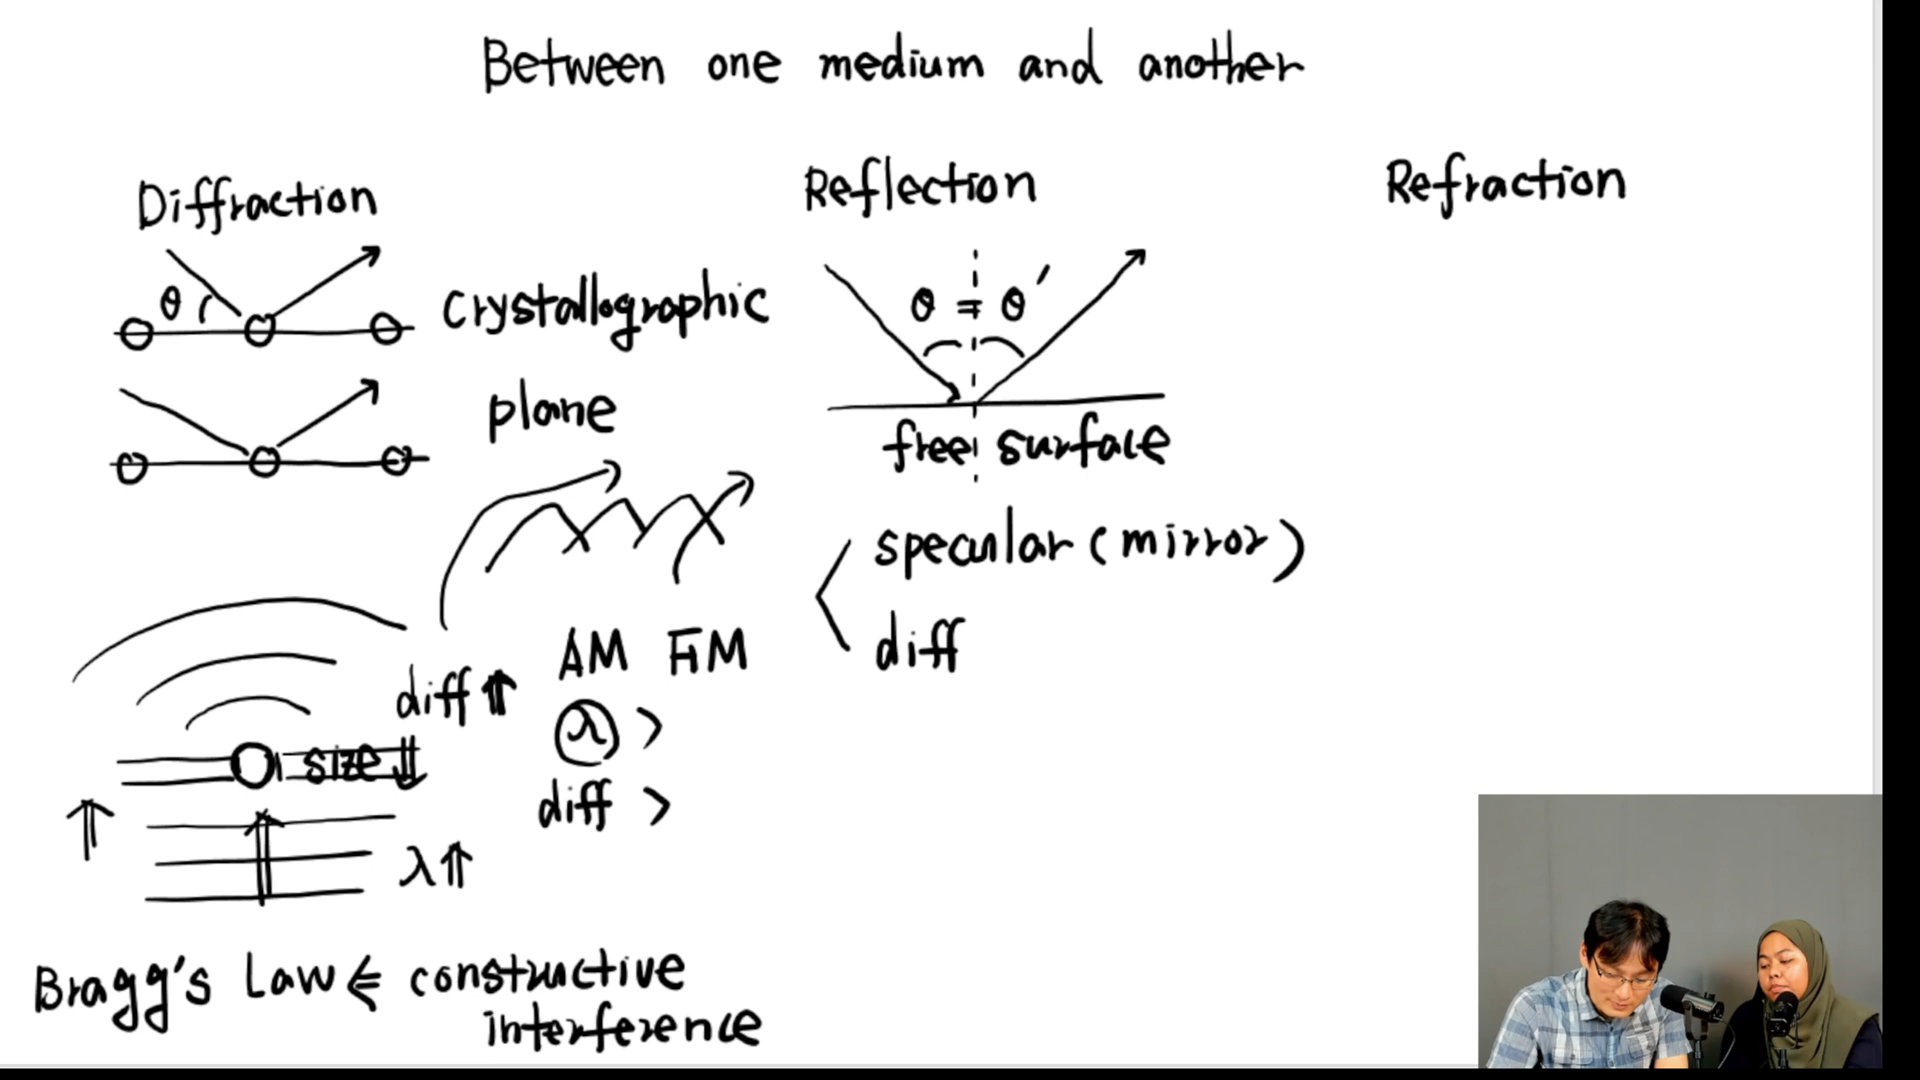 Between one medium and another
Diffraction
θ
crystallographic
plane
diff ⇑
AM FM
λ >
diff >
size ⇓
λ ⇑
Bragg's Law ⇐ constructive
interference
Reflection
θ = θ'
free surface
specular (mirror)
diff
Refraction